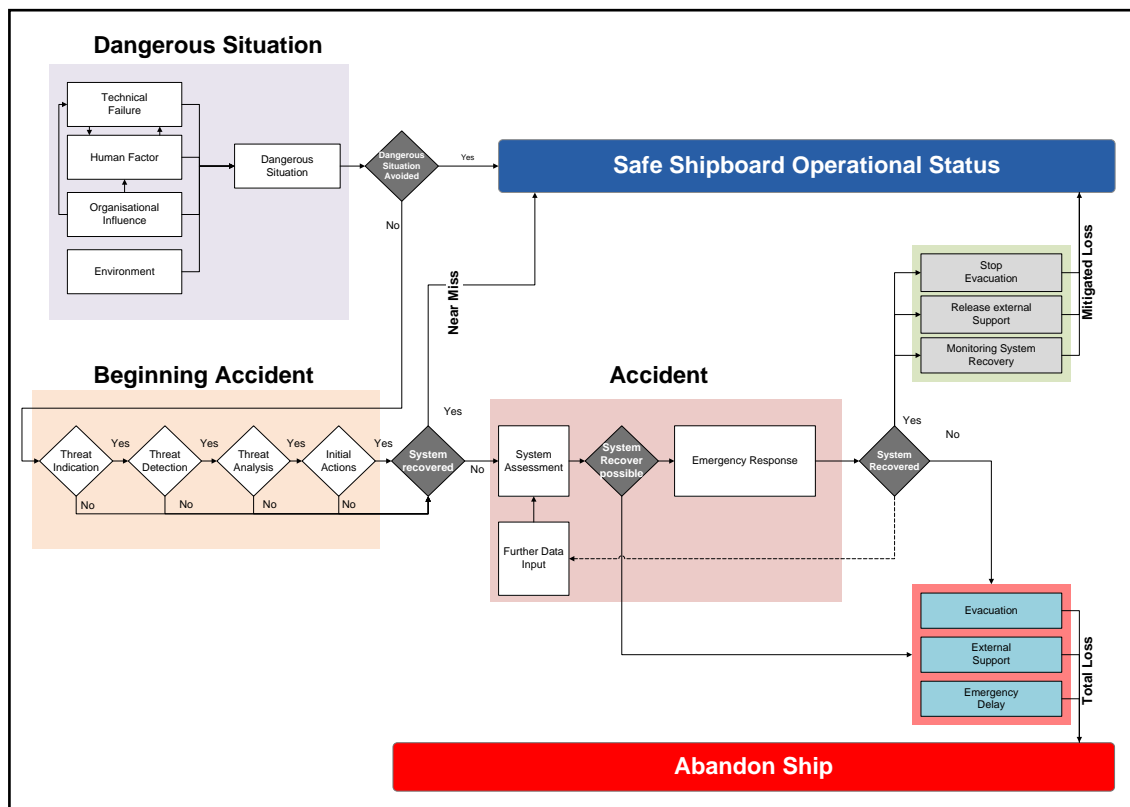 Dangerous Situation
Technical
Failure
Human Factor
Organisational
Influence
Environment
Dangerous
Situation
Dangerous
Situation
Avoided
Yes
No
Safe Shipboard Operational Status
Near Miss
Stop
Evacuation
Release external
Support
Monitoring System
Recovery
Mitigated Loss
Beginning Accident
Threat
Indication
Yes
No
Threat
Detection
Yes
No
Threat
Analysis
Yes
No
Initial
Actions
Yes
No
System
recovered
Yes
No
Accident
System
Assessment
System
Recover
possible
Emergency Response
Further Data
Input
System
Recovered
Yes
No
Evacuation
External
Support
Emergency
Delay
Total Loss
Abandon Ship